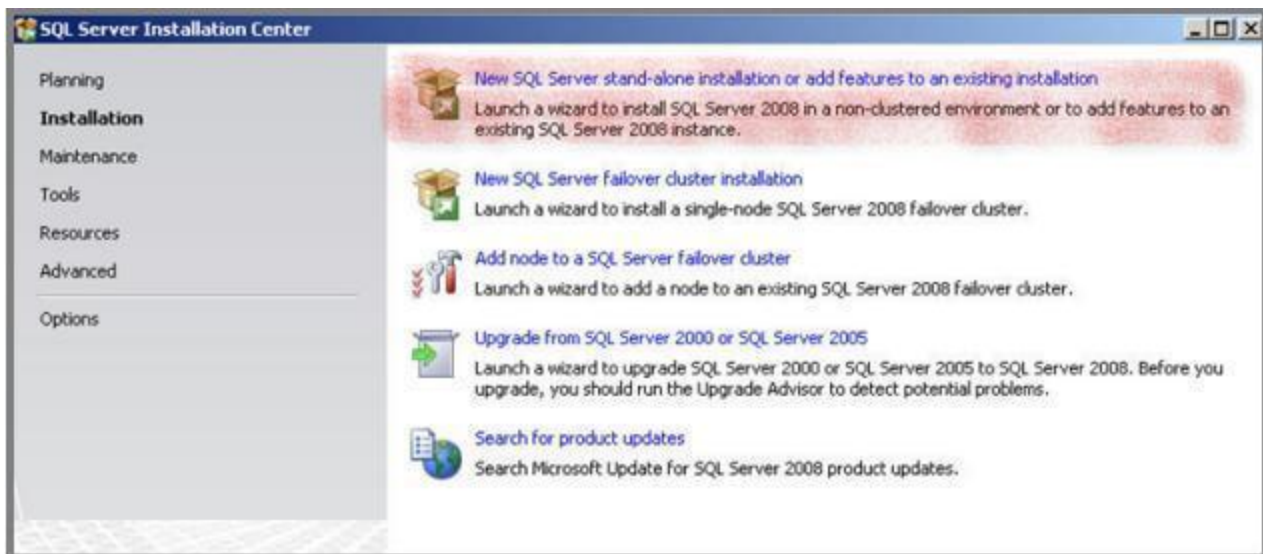 SQL Server Installation Center
Planning
Installation
Maintenance
Tools
Resources
Advanced
Options
New SQL Server stand-alone installation or add features to an existing installation
Launch a wizard to install SQL Server 2008 in a non-clustered environment or to add features to an
existing SQL Server 2008 instance.
New SQL Server failover cluster installation
Launch a wizard to install a single-node SQL Server 2008 failover cluster.
Add node to a SQL Server failover cluster
Launch a wizard to add a node to an existing SQL Server 2008 failover cluster.
Upgrade from SQL Server 2000 or SQL Server 2005
Launch a wizard to upgrade SQL Server 2000 or SQL Server 2005 to SQL Server 2008. Before you
upgrade, you should run the Upgrade Advisor to detect potential problems.
Search for product updates
Search Microsoft Update for SQL Server 2008 product updates.